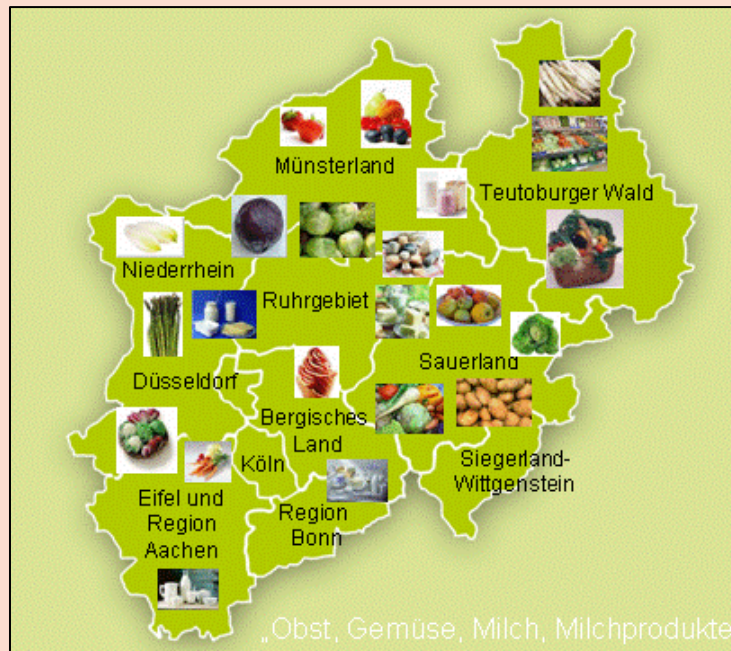 Münsterland
Teutoburger Wald
Niederrhein
Ruhrgebiet
Sauerland
Düsseldorf
Bergisches
Land
Köln
Siegerland-
Wittgenstein
Eifel und
Region
Aachen
Region
Bonn
„Obst, Gemüse, Milch, Milchprodukte